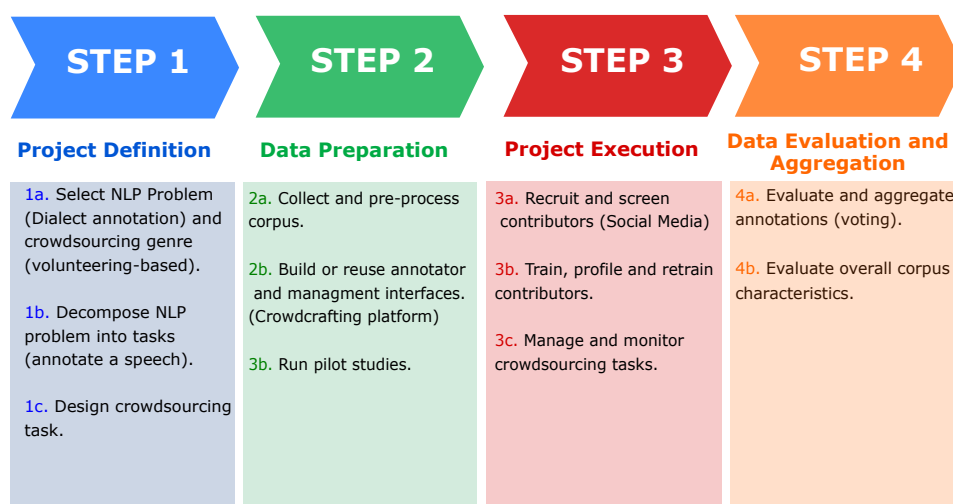 STEP 1
STEP 2
STEP 3
STEP 4
Project Definition
Data Preparation
Project Execution
Data Evaluation and
Aggregation
1a. Select NLP Problem
(Dialect annotation) and
crowdsourcing genre
(volunteering-based).
1b. Decompose NLP
problem into tasks
(annotate a speech).
1c. Design crowdsourcing
task.
2a. Collect and pre-process
corpus.
2b. Build or reuse annotator
and managment interfaces.
(Crowdcrafting platform)
3b. Run pilot studies.
3a. Recruit and screen
contributors (Social Media)
3b. Train, profile and retrain
contributors.
3c. Manage and monitor
crowdsourcing tasks.
4a. Evaluate and aggregate
annotations (voting).
4b. Evaluate overall corpus
characteristics.